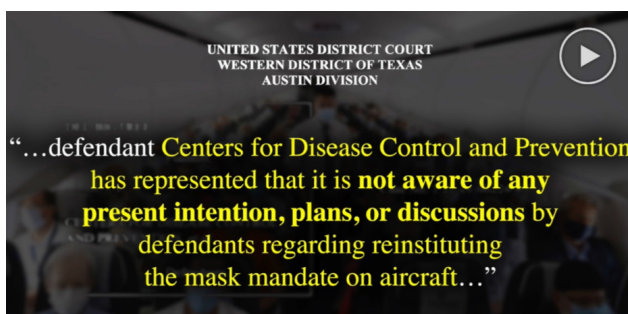 UNITED STATES DISTRICT COURT
WESTERN DISTRICT OF TEXAS
AUSTIN DIVISION
“…defendant Centers for Disease Control and Prevention
has represented that it is not aware of any
present intention, plans, or discussions by
defendants regarding reinstituting
the mask mandate on aircraft…”